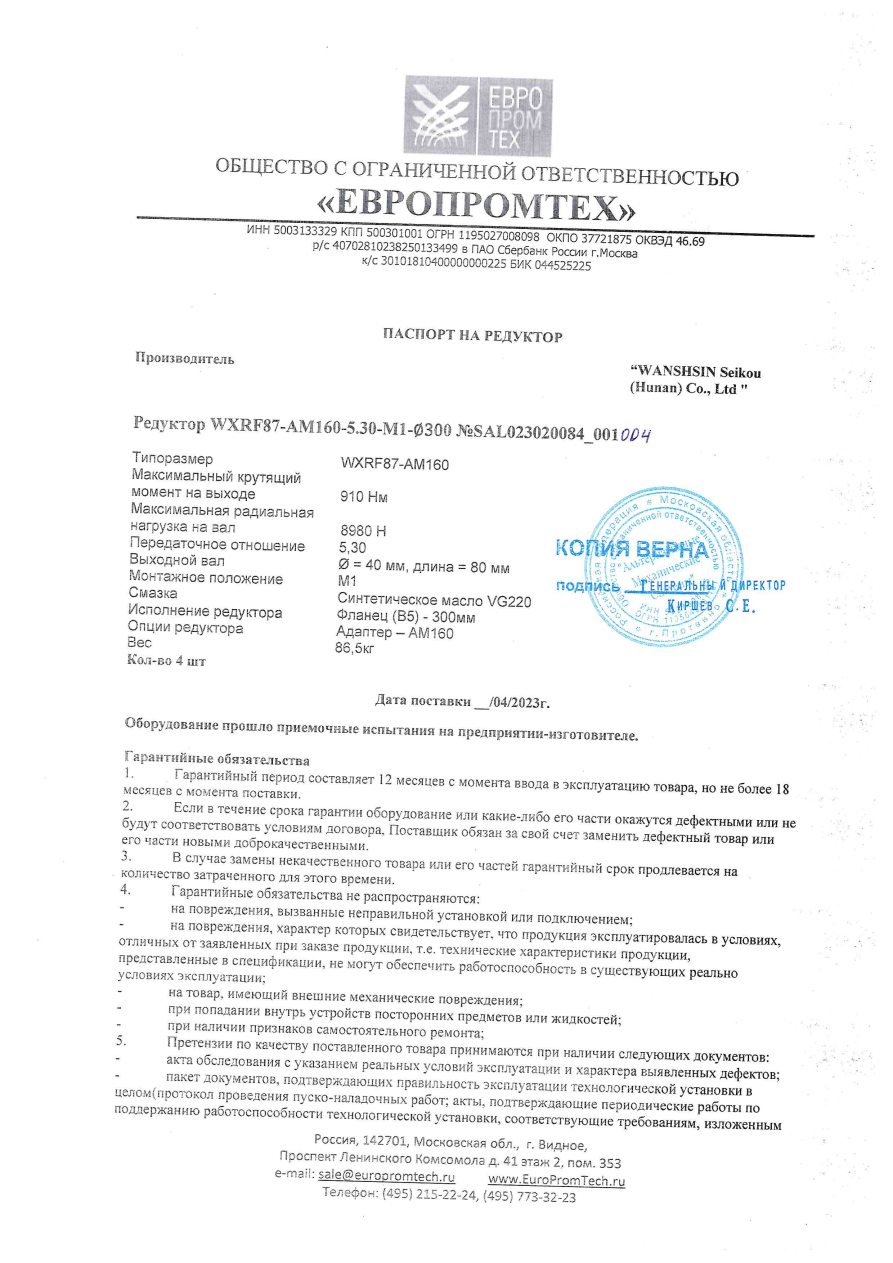 ЕВРО
ПРОМ
ТЕХ
ОБЩЕСТВО С ОГРАНИЧЕННОЙ ОТВЕТСТВЕННОСТЬЮ
«ЕВРОПРОМТЕХ»
ИНН 5003133329 КПП 500301001 ОГРН 1195027008098 ОКПО 37721875 ОКВЭД 46.69
р/с 40702810238250133499 в ПАО Сбербанк России г.Москва
к/с 30101810400000000225 БИК 044525225
ПАСПОРТ НА РЕДУКТОР
Производитель
“WANSHSIN Seikou
(Hunan) Co., Ltd "
Редуктор WXRF87-AM160-5.30-M1-Ø300 №SAL023020084_001004
Типоразмер WXRF87-AM160
Максимальный крутящий
момент на выходе 910 Нм
Максимальная радиальная
нагрузка на вал 8980 Н
Передаточное отношение 5,30
Выходной вал Ø = 40 мм, длина = 80 мм
Монтажное положение М1
Смазка Синтетическое масло VG220
Исполнение редуктора Фланец (В5) - 300мм
Опции редуктора Адаптер – АМ160
Вес 86,5кг
Кол-во 4 шт
КОПИЯ ВЕРНА
ПОДПИСЬ ГЕНЕРАЛЬНЫЙ ДИРЕКТОР
КИРШЕВ С.Е.
Российская Федерация * Московская область * г. Протвино *
Общество с ограниченной ответственностью
Механические
Дата поставки __/04/2023г.
Оборудование прошло приемочные испытания на предприятии-изготовителе.
Гарантийные обязательства
1. Гарантийный период составляет 12 месяцев с момента ввода в эксплуатацию товара, но не более 18
месяцев с момента поставки.
2. Если в течение срока гарантии оборудование или какие-либо его части окажутся дефектными или не
будут соответствовать условиям договора, Поставщик обязан за свой счет заменить дефектный товар или
его части новыми доброкачественными.
3. В случае замены некачественного товара или его частей гарантийный срок продлевается на
количество затраченного для этого времени.
4. Гарантийные обязательства не распространяются:
- на повреждения, вызванные неправильной установкой или подключением;
- на повреждения, характер которых свидетельствует, что продукция эксплуатировалась в условиях,
отличных от заявленных при заказе продукции, т.е. технические характеристики продукции,
представленные в спецификации, не могут обеспечить работоспособность в существующих реально
условиях эксплуатации;
- на товар, имеющий внешние механические повреждения;
- при попадании внутрь устройств посторонних предметов или жидкостей;
- при наличии признаков самостоятельного ремонта;
5. Претензии по качеству поставленного товара принимаются при наличии следующих документов:
- акта обследования с указанием реальных условий эксплуатации и характера выявленных дефектов;
- пакет документов, подтверждающих правильность эксплуатации технологической установки в
целом(протокол проведения пуско-наладочных работ; акты, подтверждающие периодические работы по
поддержанию работоспособности технологической установки, соответствующие требованиям, изложенным
Россия, 142701, Московская обл., г. Видное,
Проспект Ленинского Комсомола д. 41 этаж 2, пом. 353
e-mail: sale@europromtech.ru www.EuroPromTech.ru
Телефон: (495) 215-22-24, (495) 773-32-23